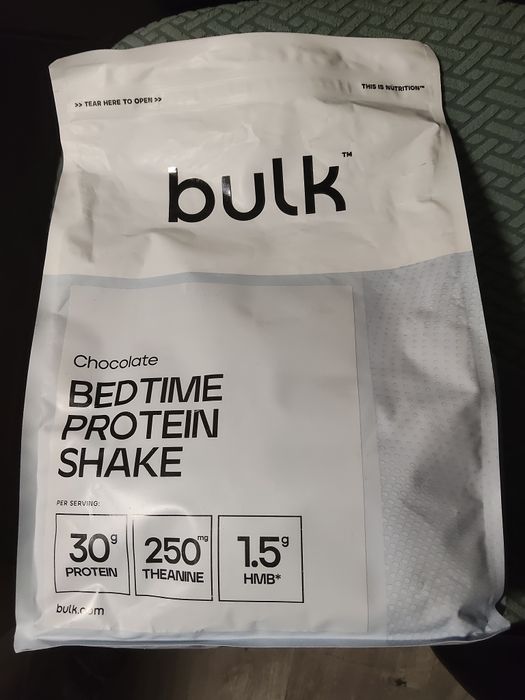 >> TEAR HERE TO OPEN >>
THIS IS NUTRITION™
bulk™
Chocolate
BEDTIME
PROTEIN
SHAKE
PER SERVING:
30g
PROTEIN
250mg
THEANINE
1.5g
HMB*
bulk.com